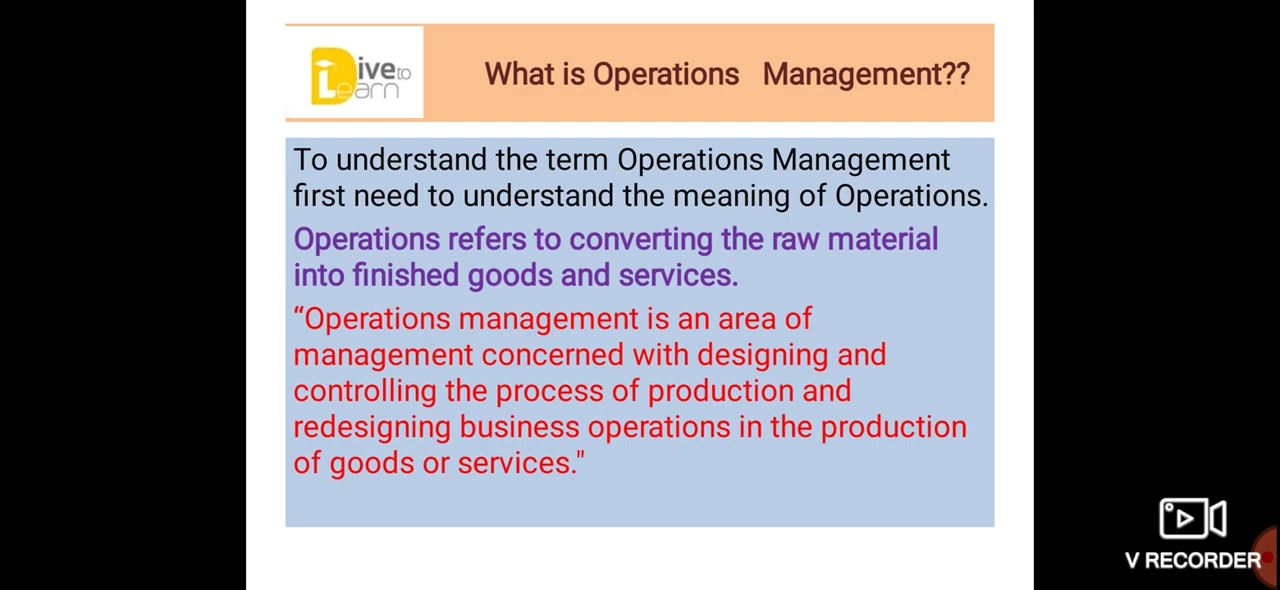 Dive to
Learn
What is Operations Management??
To understand the term Operations Management
first need to understand the meaning of Operations.
Operations refers to converting the raw material
into finished goods and services.
“Operations management is an area of
management concerned with designing and
controlling the process of production and
redesigning business operations in the production
of goods or services."
V RECORDER